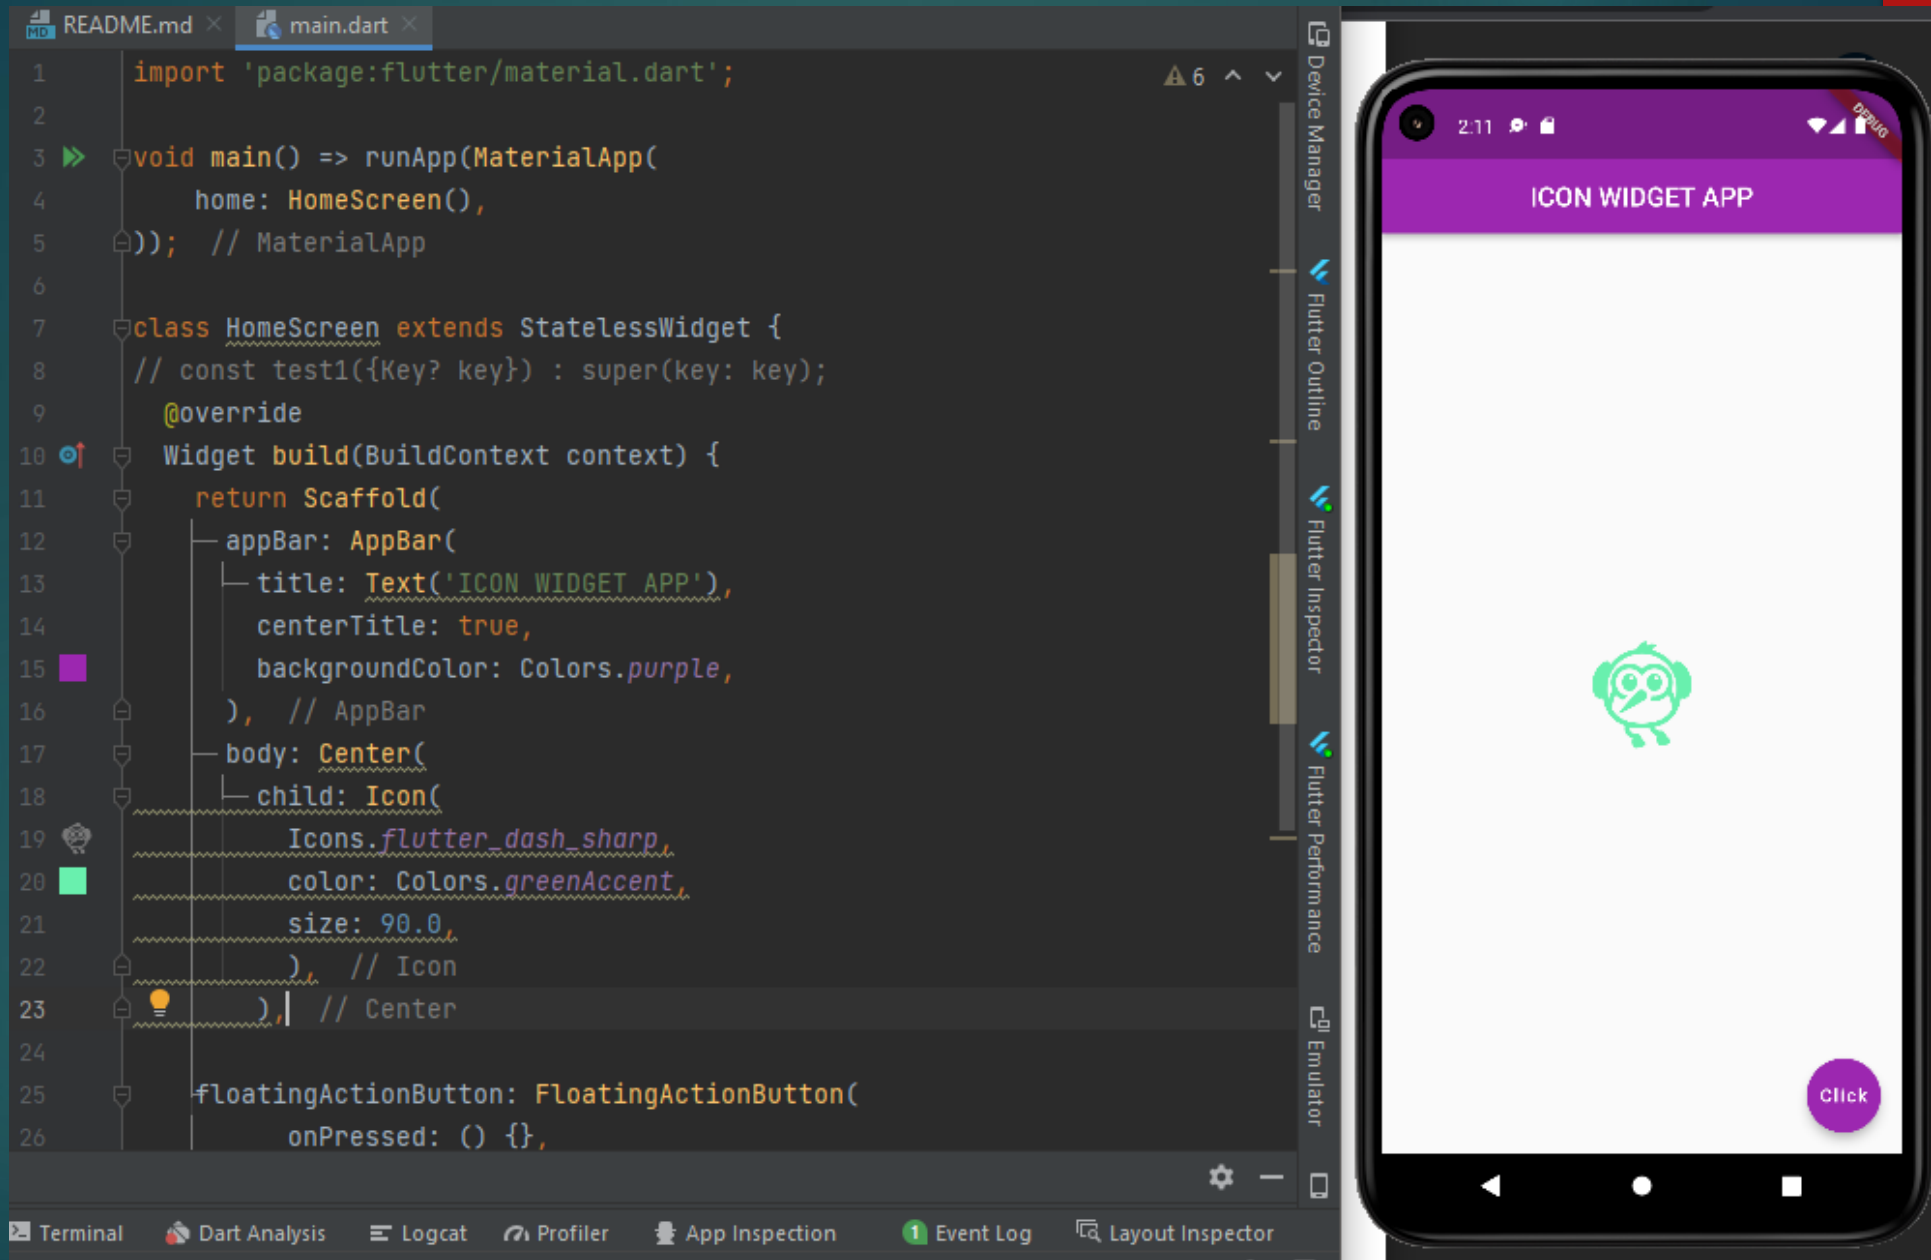 README.md
main.dart
1 import 'package:flutter/material.dart';
6
2
3 void main() => runApp(MaterialApp(
4 home: HomeScreen(),
5 )); // MaterialApp
6
7 class HomeScreen extends StatelessWidget {
8 // const test1({Key? key}) : super(key: key);
9 @override
10 Widget build(BuildContext context) {
11 return Scaffold(
12 appBar: AppBar(
13 title: Text('ICON WIDGET APP'),
14 centerTitle: true,
15 backgroundColor: Colors.purple,
16 ), // AppBar
17 body: Center(
18 child: Icon(
19 Icons.flutter_dash_sharp,
20 color: Colors.greenAccent,
21 size: 90.0,
22 ), // Icon
23 ), // Center
24
25 floatingActionButton: FloatingActionButton(
26 onPressed: () {},
Terminal
Dart Analysis
Logcat
Profiler
App Inspection
1 Event Log
Layout Inspector
Device Manager
Flutter Outline
Flutter Inspector
Flutter Performance
Emulator
2:11
DEBUG
ICON WIDGET APP
Click